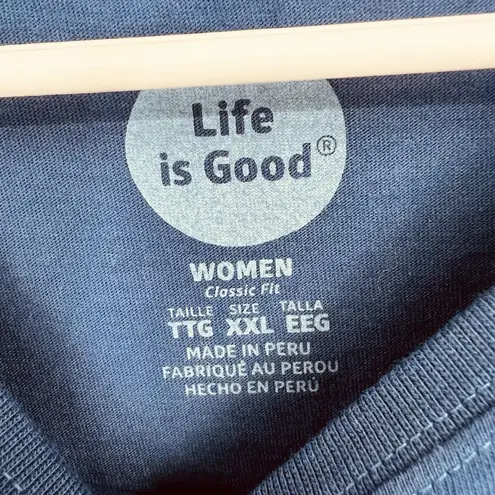 Life
is Good®
WOMEN
Classic Fit
TAILLE SIZE TALLA
TTG XXL EEG
MADE IN PERU
FABRIQUÉ AU PEROU
HECHO EN PERÚ